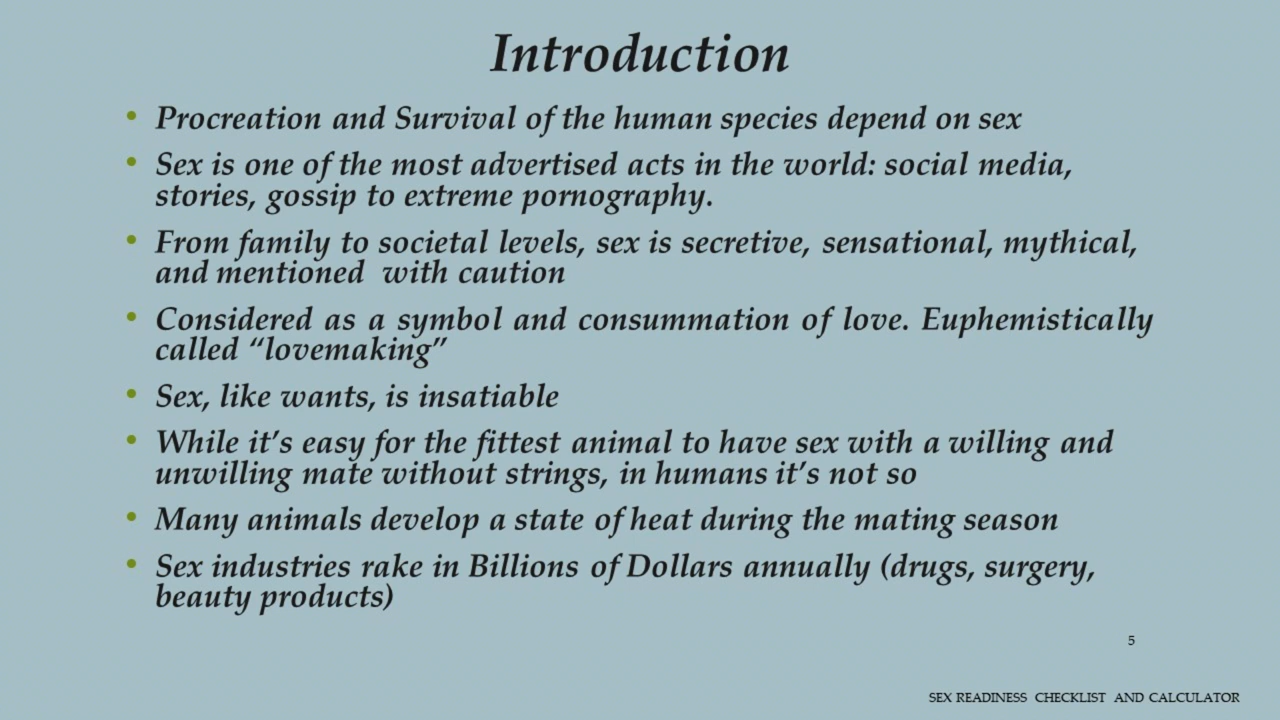 Introduction
• Procreation and Survival of the human species depend on sex
• Sex is one of the most advertised acts in the world: social media,
stories, gossip to extreme pornography.
• From family to societal levels, sex is secretive, sensational, mythical,
and mentioned  with caution
• Considered as a symbol and consummation of love. Euphemistically
called “lovemaking”
• Sex, like wants, is insatiable
• While it’s easy for the fittest animal to have sex with a willing and
unwilling mate without strings, in humans it’s not so
• Many animals develop a state of heat during the mating season
• Sex industries rake in Billions of Dollars annually (drugs, surgery,
beauty products)
5
SEX READINESS  CHECKLIST  AND CALCULATOR